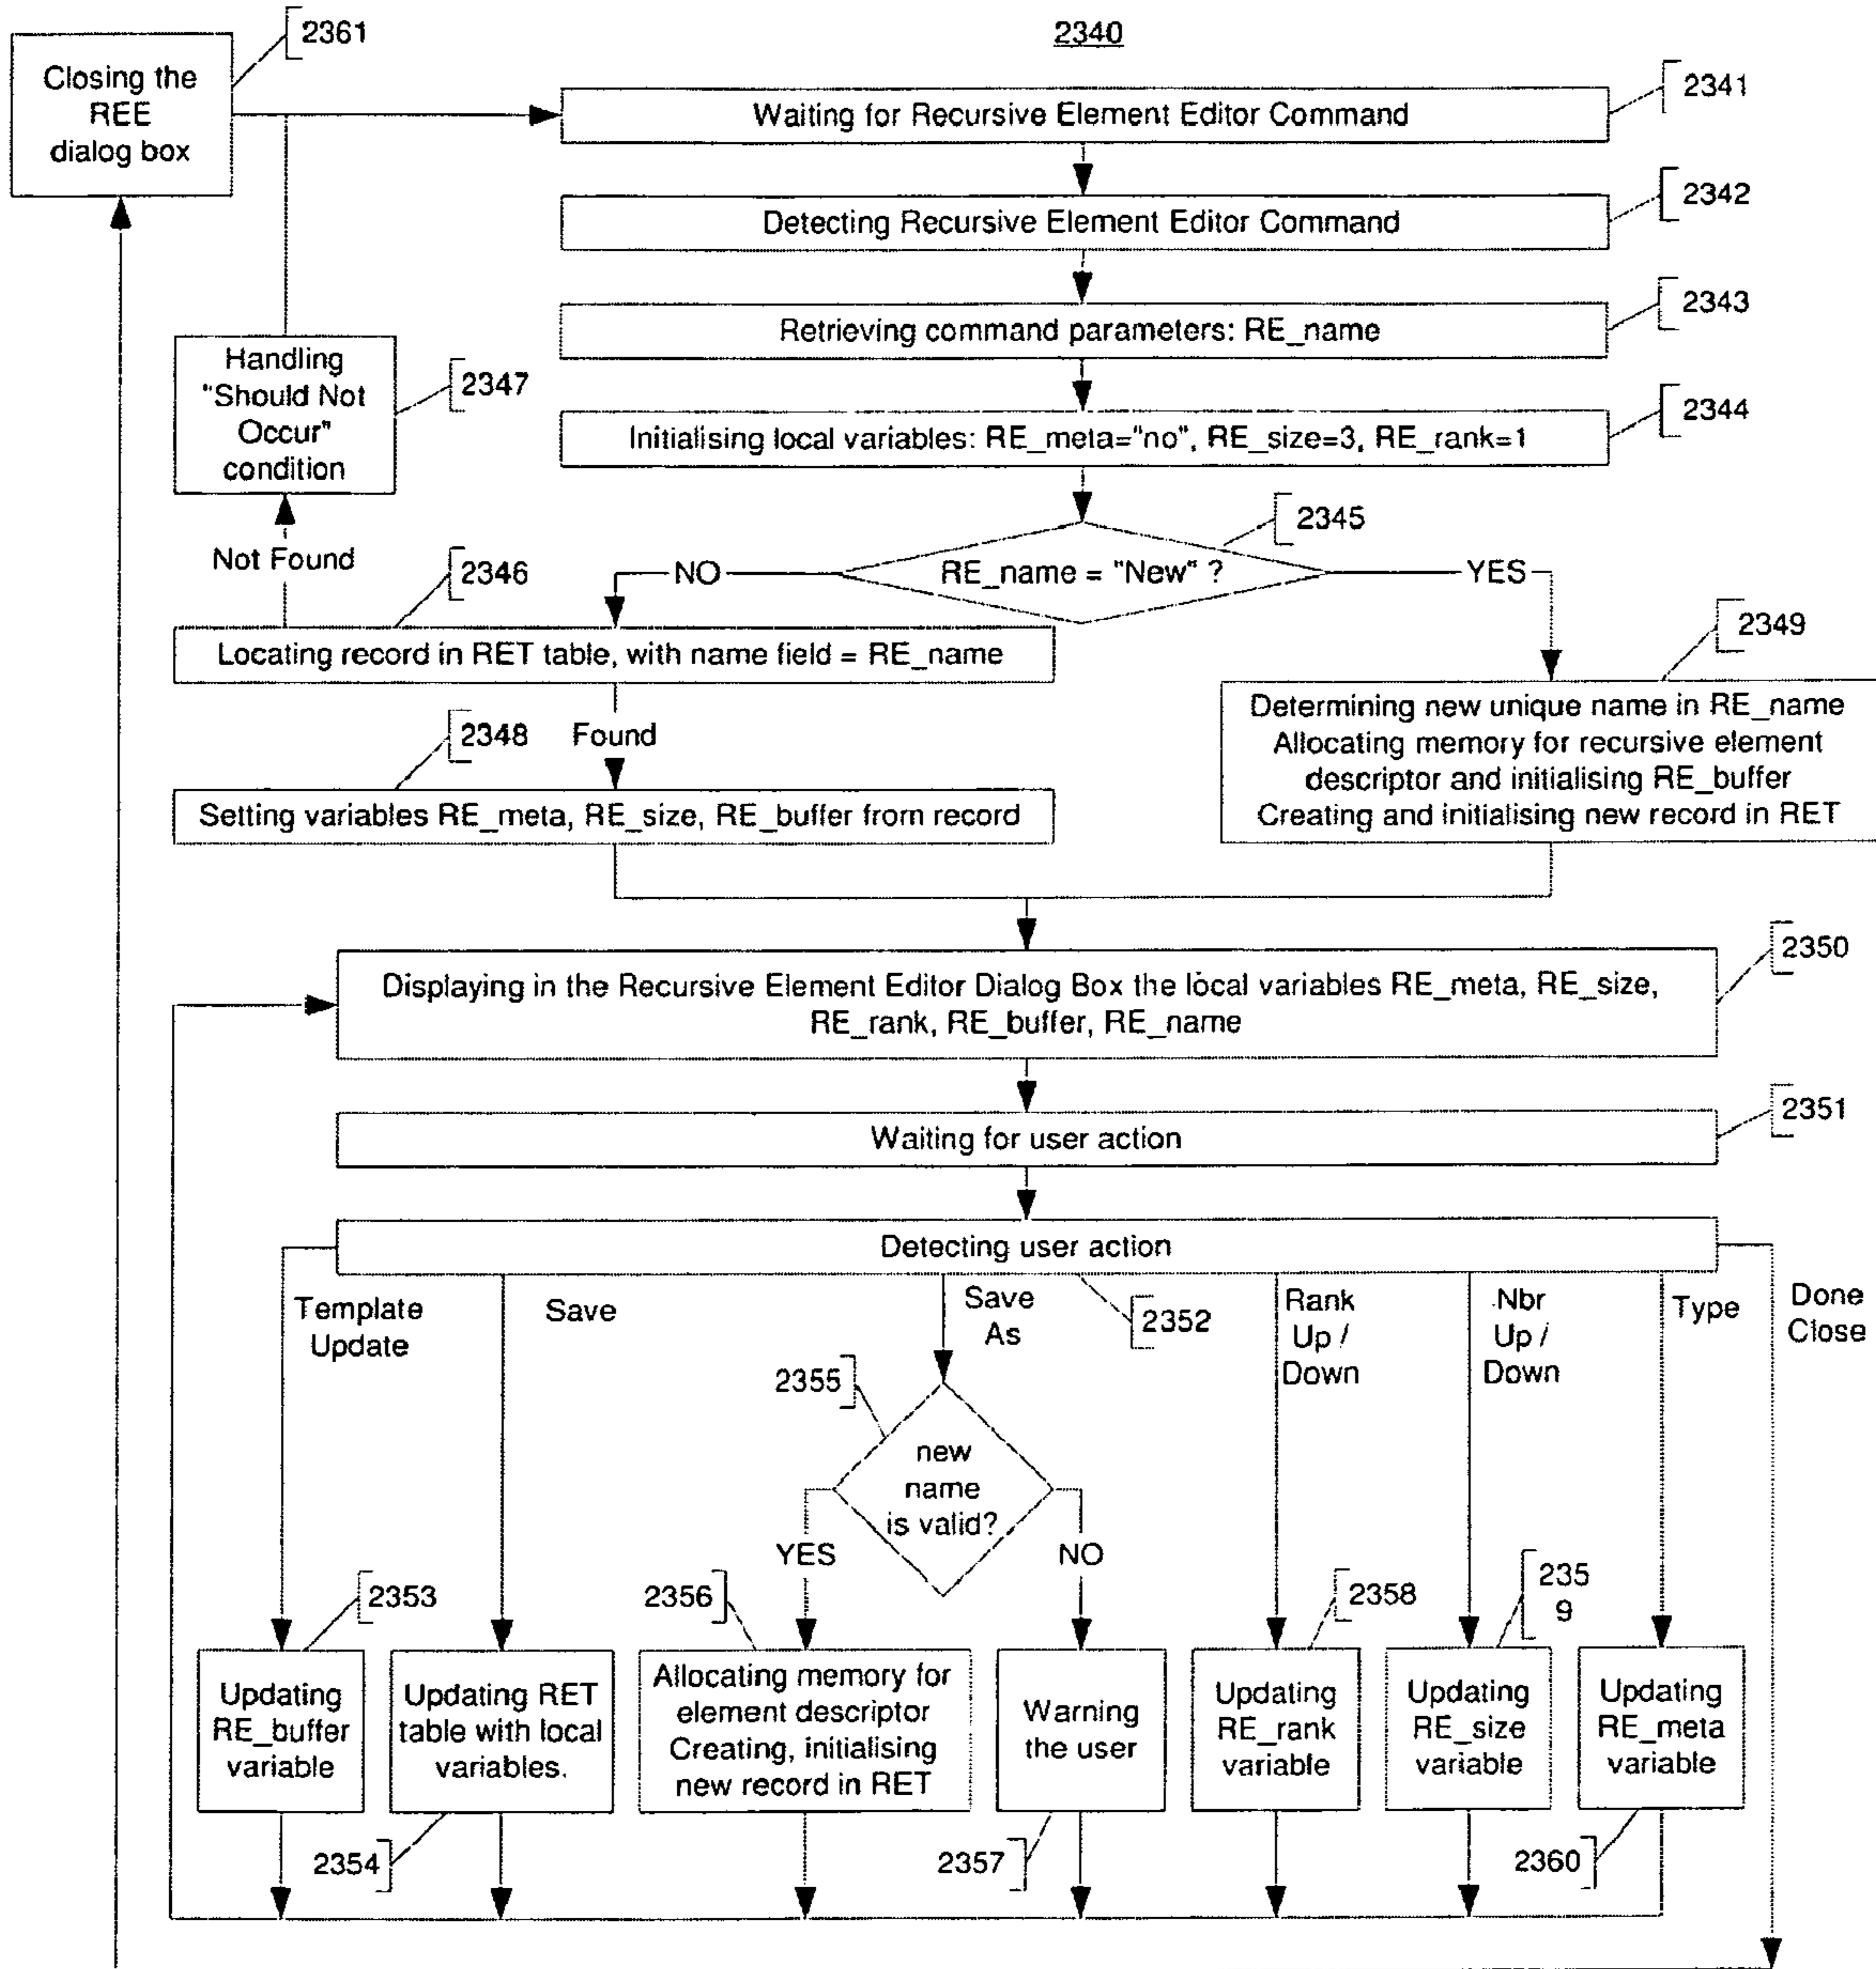 2340
2361
Closing the
REE
dialog box
2341
Waiting for Recursive Element Editor Command
2342
Detecting Recursive Element Editor Command
2343
Retrieving command parameters: RE_name
2344
Initialising local variables: RE_meta="no", RE_size=3, RE_rank=1
Handling
"Should Not
Occur"
condition
2347
2345
RE_name = "New" ?
NO
YES
Not Found
2346
Locating record in RET table, with name field = RE_name
2348
Found
Setting variables RE_meta, RE_size, RE_buffer from record
2349
Determining new unique name in RE_name
Allocating memory for recursive element
descriptor and initialising RE_buffer
Creating and initialising new record in RET
2350
Displaying in the Recursive Element Editor Dialog Box the local variables RE_meta, RE_size,
RE_rank, RE_buffer, RE_name
2351
Waiting for user action
Detecting user action
2352
Template
Update
Save
Save
As
Rank
Up /
Down
Nbr
Up /
Down
Type
Done
Close
2355
new
name
is valid?
YES
NO
2353
Updating
RE_buffer
variable
2354
Updating RET
table with local
variables.
2356
Allocating memory for
element descriptor
Creating, initialising
new record in RET
2357
Warning
the user
2358
Updating
RE_rank
variable
235
9
Updating
RE_size
variable
2360
Updating
RE_meta
variable